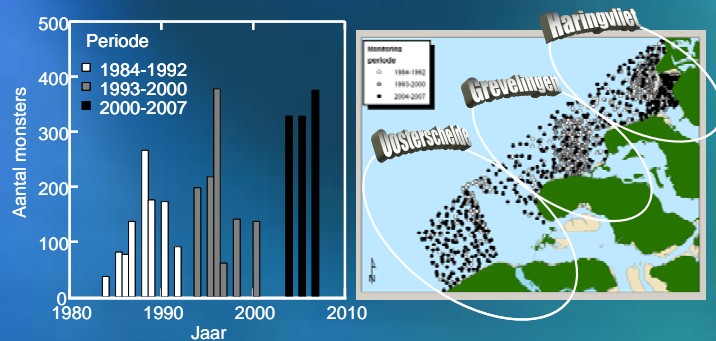 500
400
300
200
100
0
Aantal monsters
Periode
1984-1992
1993-2000
2000-2007
1980
1990
2000
2010
Jaar
Haringvliet
Grevelingen
Oosterschelde
Monitoring
periode
1984-1992
1993-2000
2004-2007
N